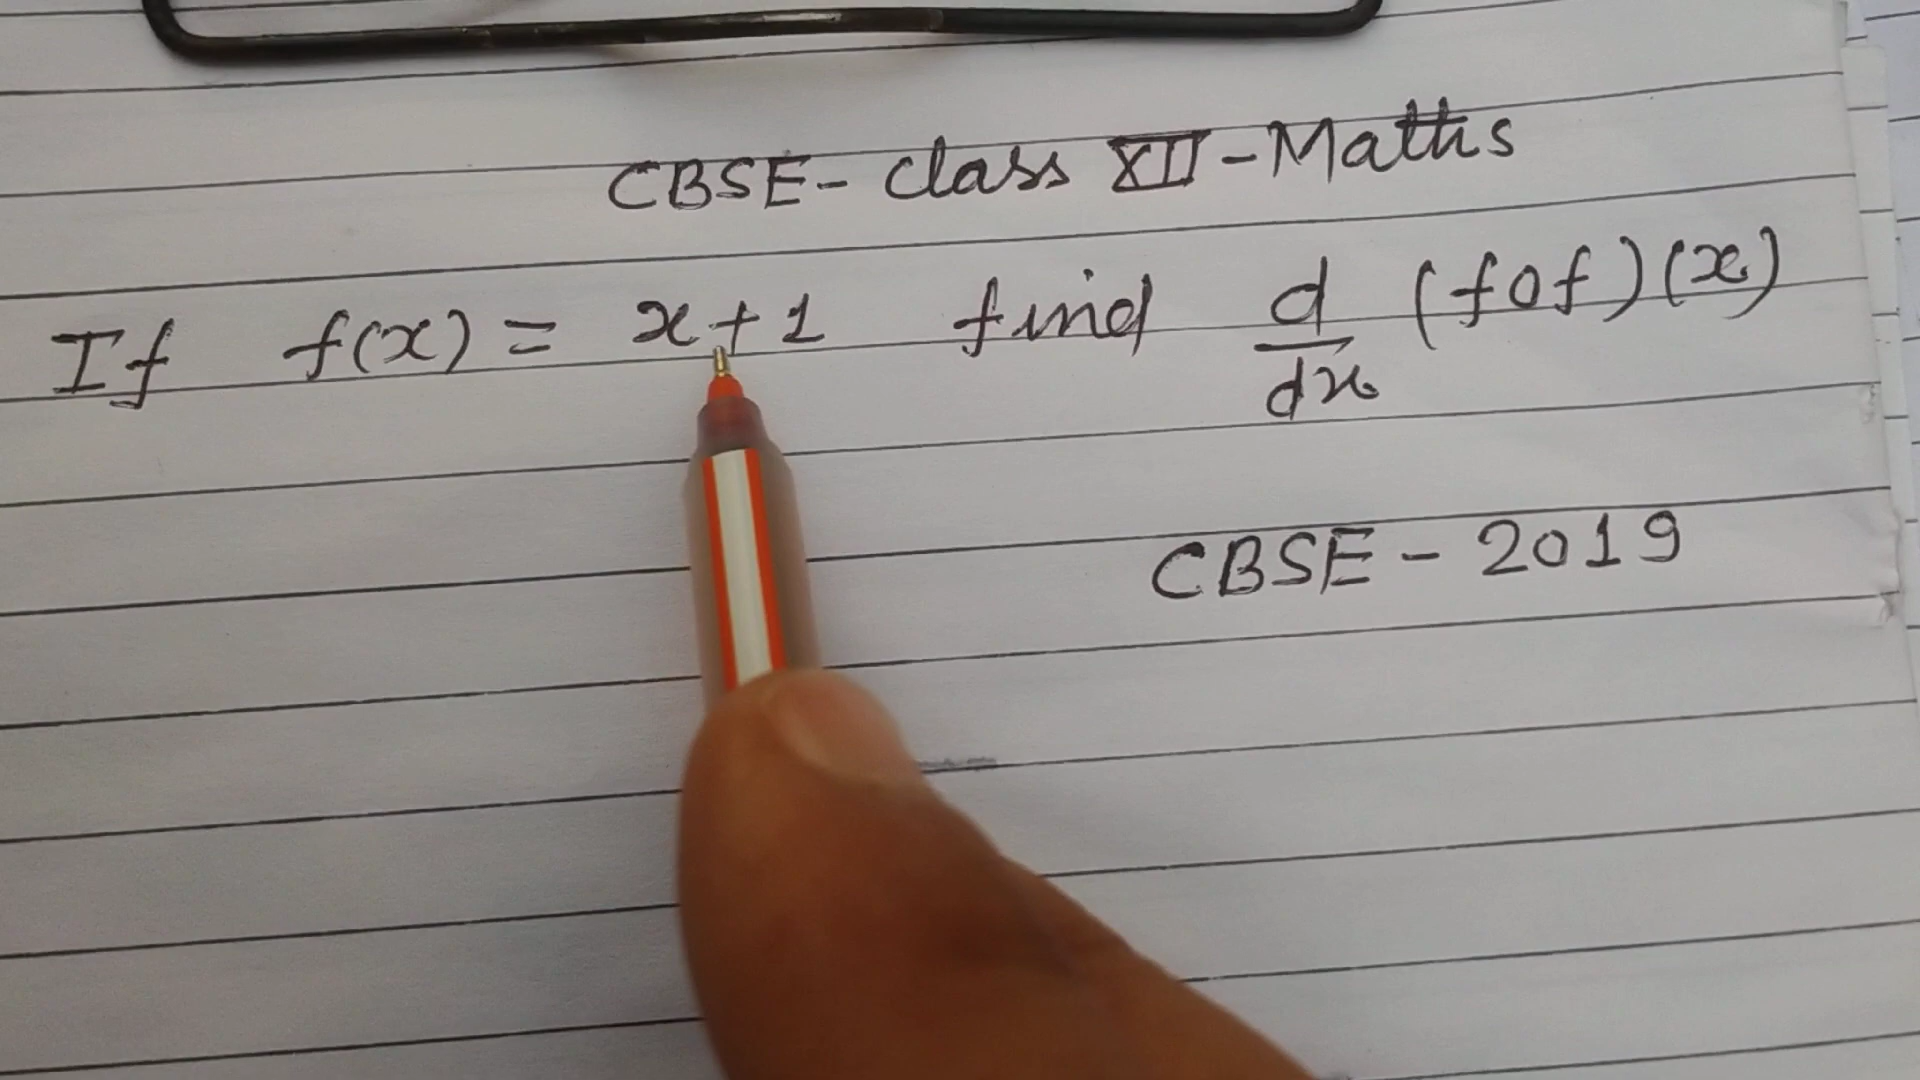 CBSE - Class XII - Maths
If f(x) = x+1 find d/dx (fof)(x)
CBSE - 2019